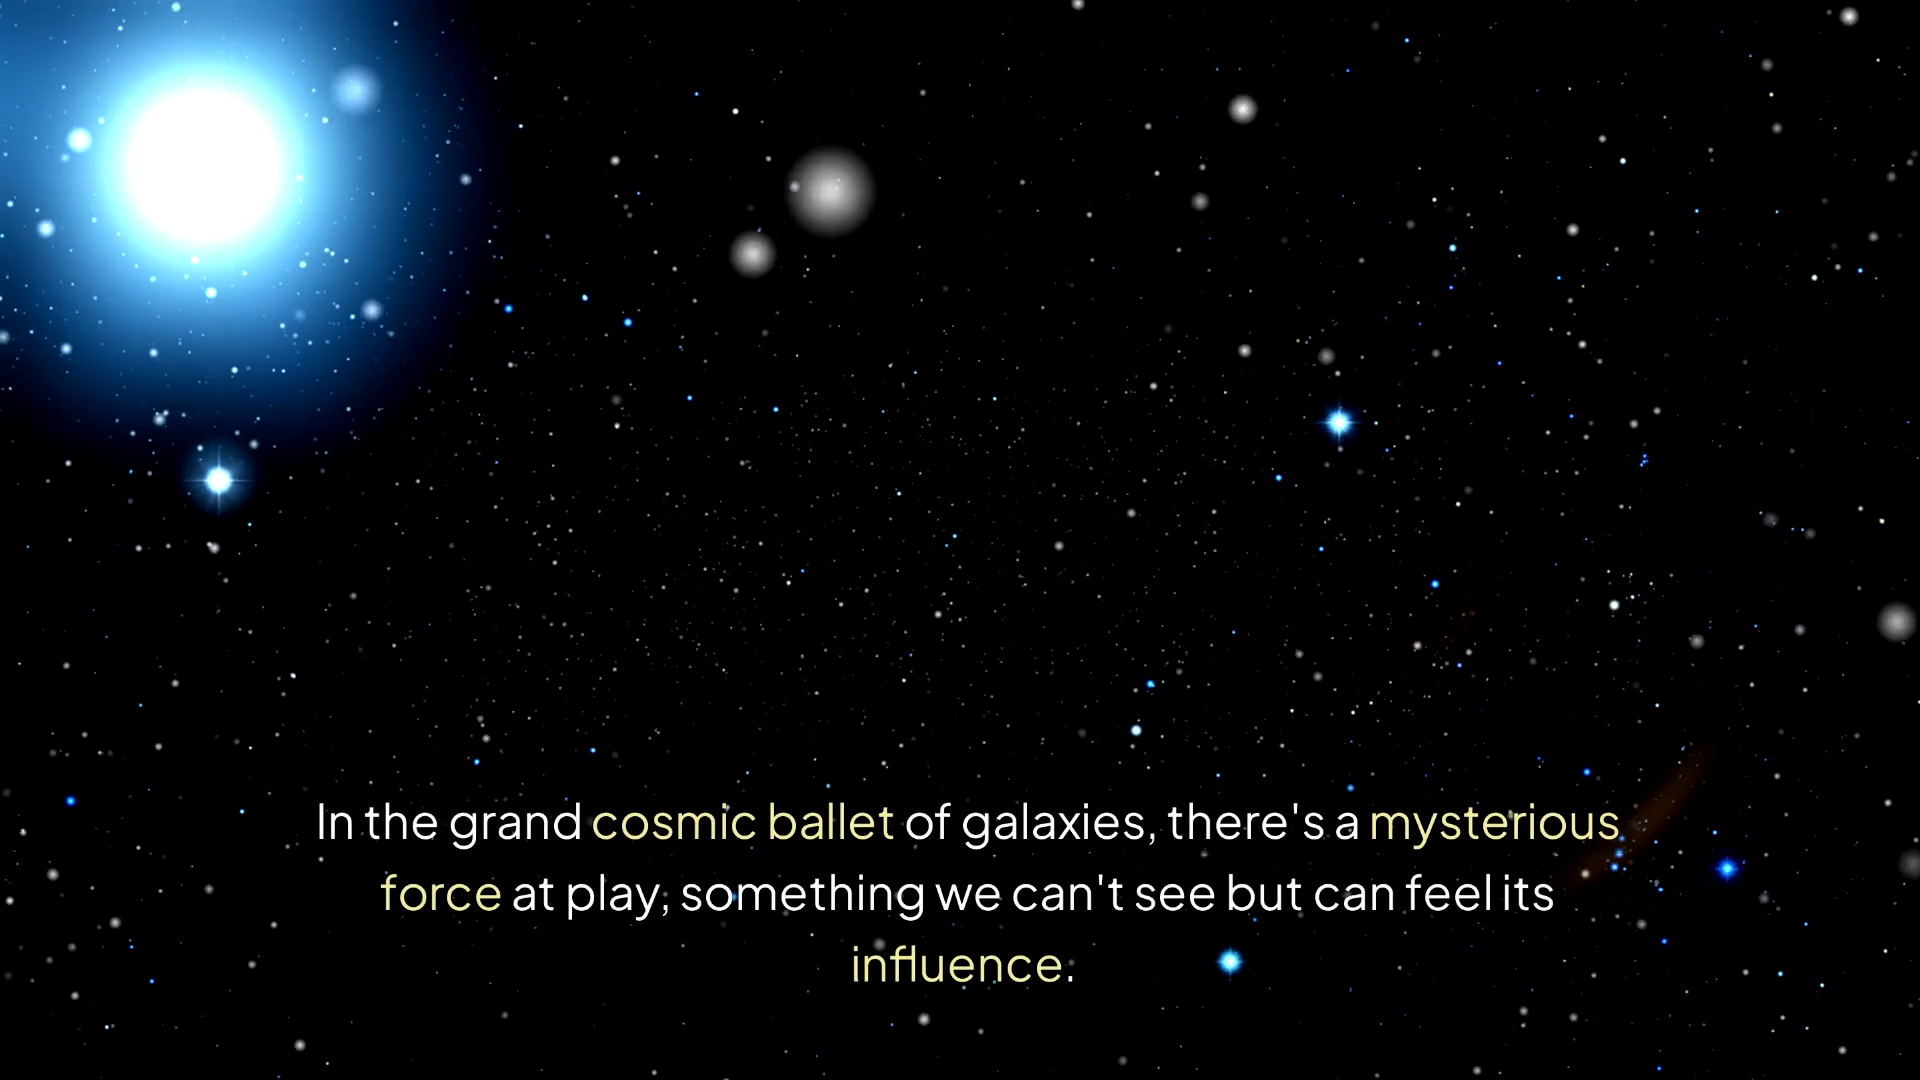 In the grand cosmic ballet of galaxies, there's a mysterious
force at play, something we can't see but can feel its
influence.